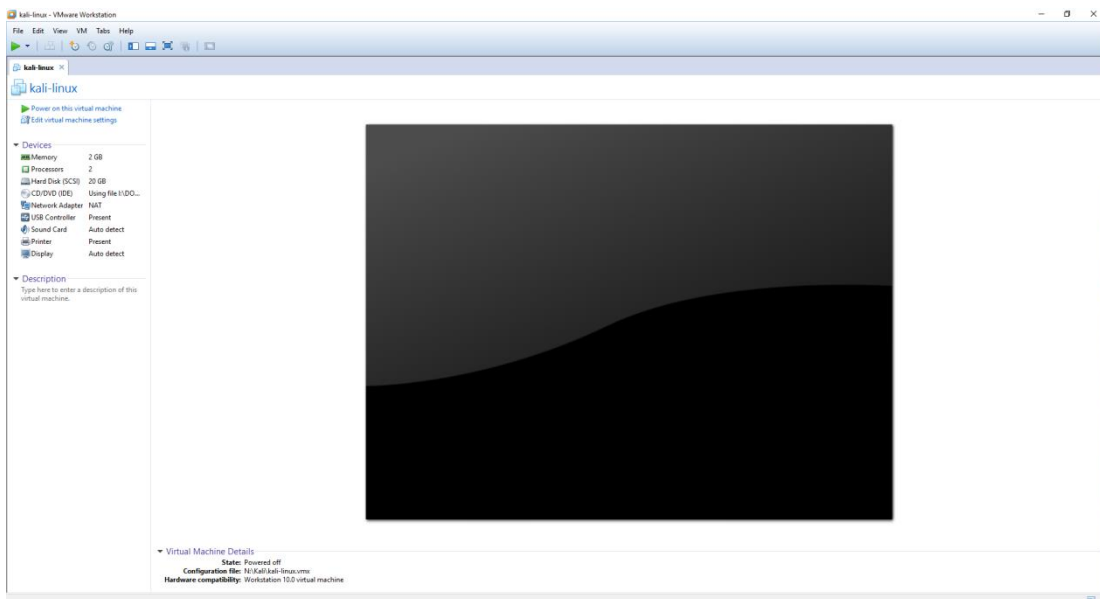 kali-linux - VMware Workstation
File Edit View VM Tabs Help
kali-linux ×
kali-linux
Power on this virtual machine
Edit virtual machine settings
Devices
Memory 2 GB
Processors 2
Hard Disk (SCSI) 20 GB
CD/DVD (IDE) Using file I:\DO...
Network Adapter NAT
USB Controller Present
Sound Card Auto detect
Printer Present
Display Auto detect
Description
Type here to enter a description of this
virtual machine.
Virtual Machine Details
State: Powered off
Configuration file: N:\Kali\kali-linux.vmx
Hardware compatibility: Workstation 10.0 virtual machine